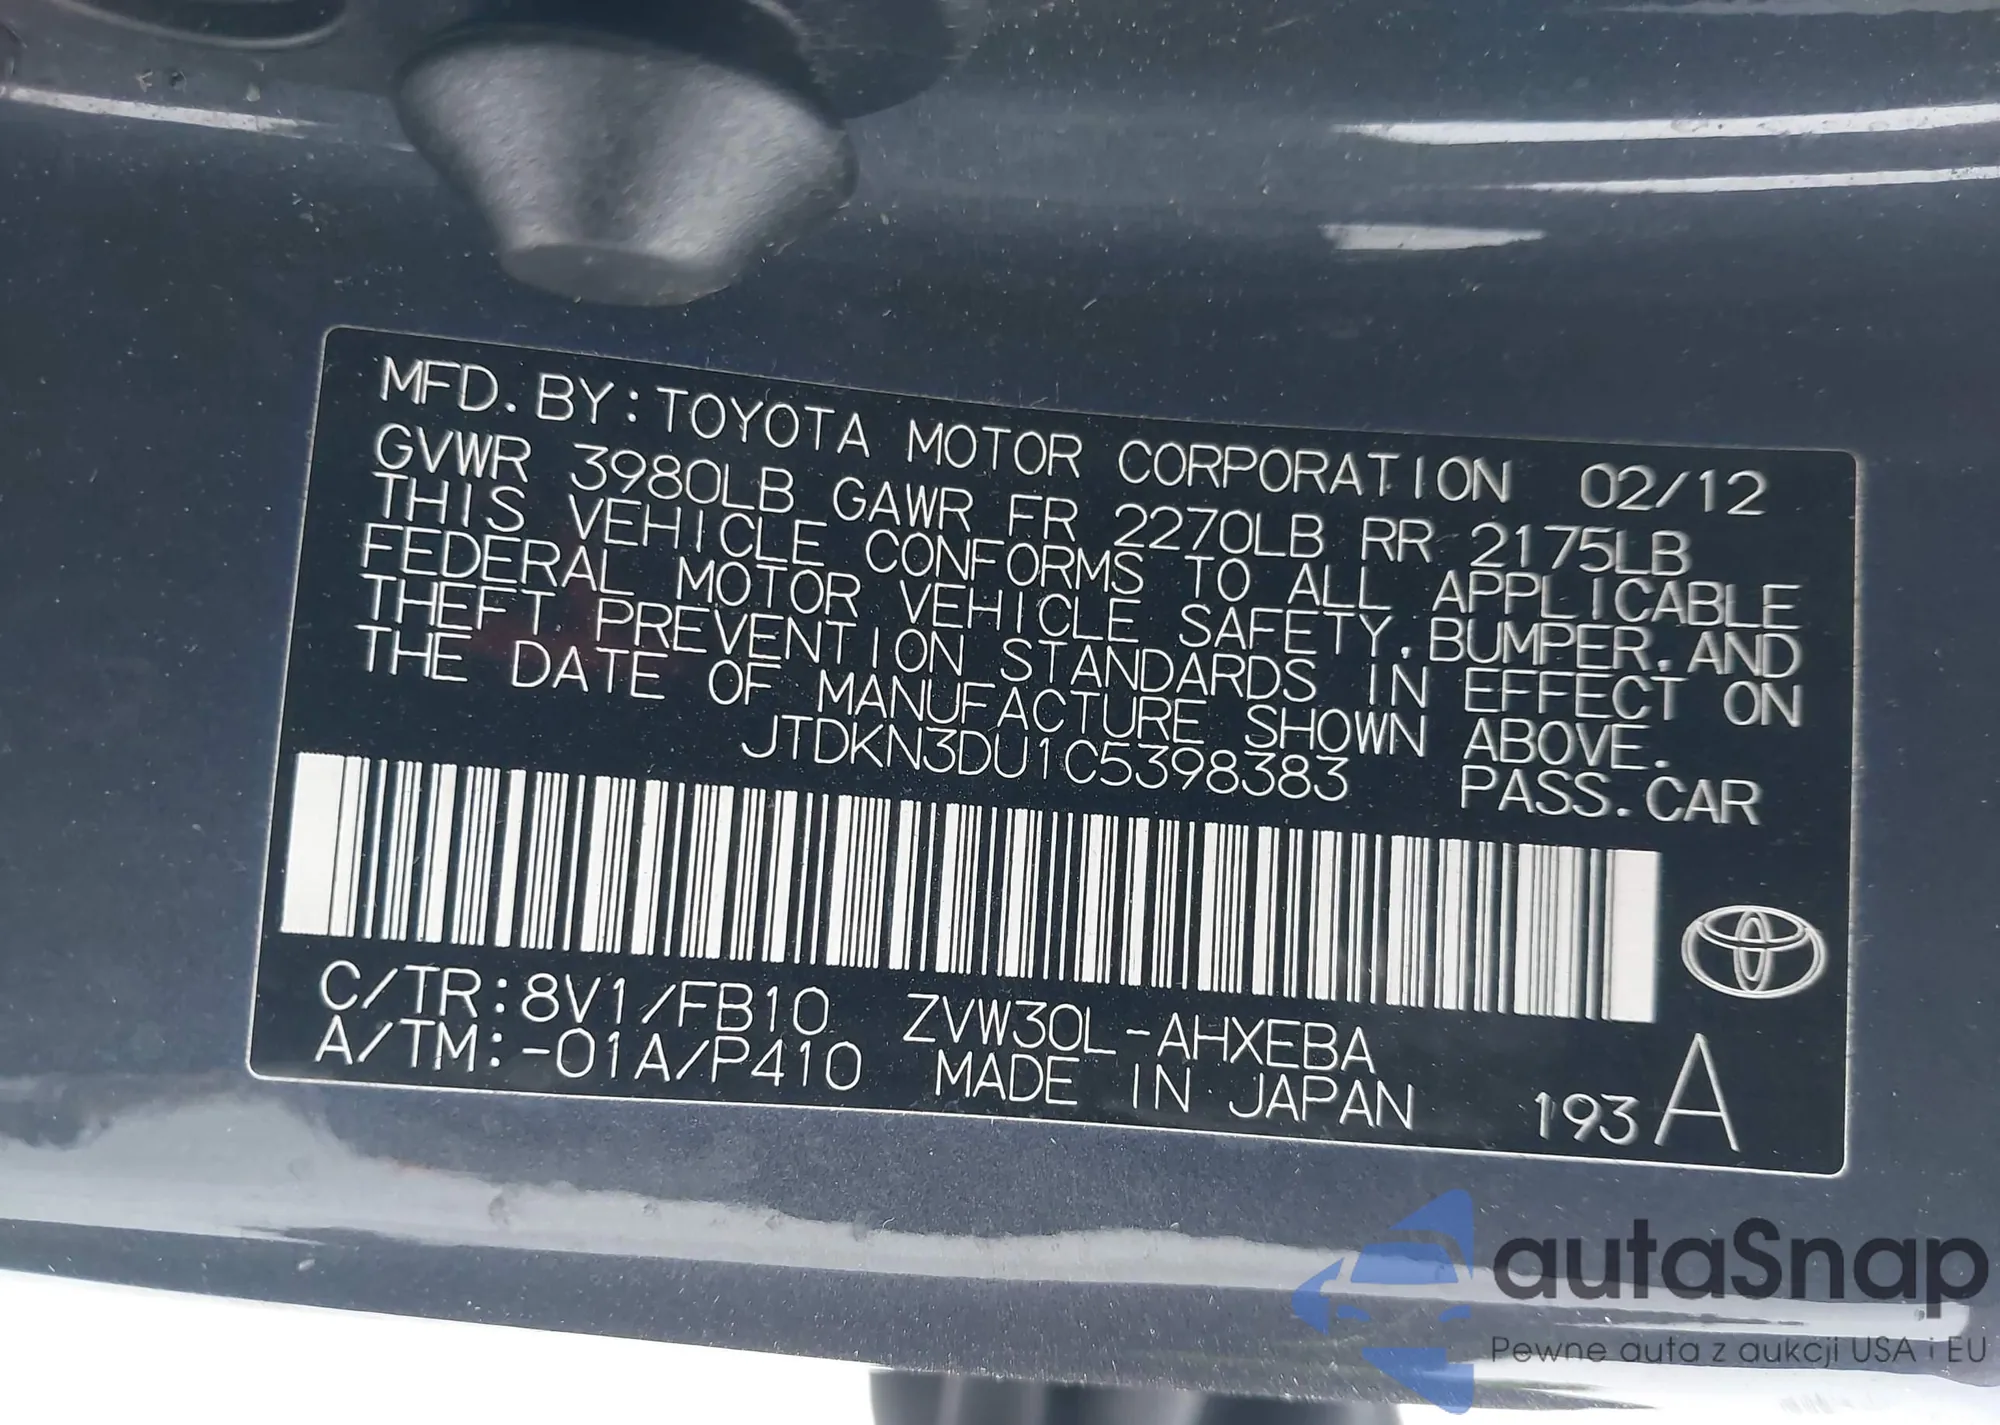 MFD. BY: TOYOTA MOTOR CORPORATION 02/12
GVWR 3980LB GAWR FR 2270LB RR 2175LB
THIS VEHICLE CONFORMS TO ALL APPLICABLE
FEDERAL MOTOR VEHICLE SAFETY, BUMPER, AND
THEFT PREVENTION STANDARDS IN EFFECT ON
THE DATE OF MANUFACTURE SHOWN ABOVE.
JTDKN3DU1C5398383 PASS. CAR
C/TR: 8V1/FB10 ZVW30L-AHXEBA
A/TM: -01A/P410 MADE IN JAPAN 193 A
autaSnap
Pewne auta z aukcji USA i EU